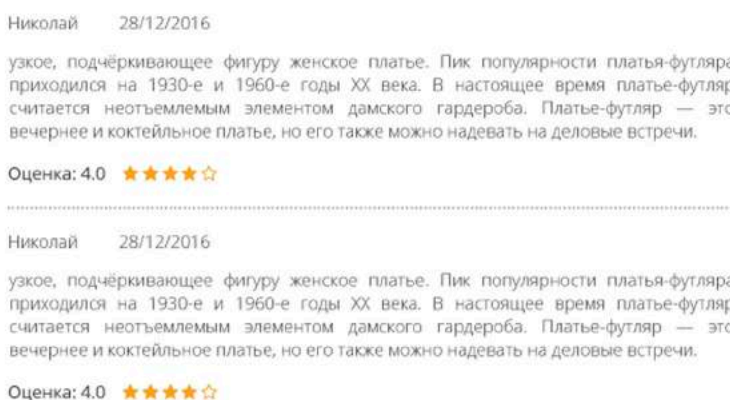 Николай 28/12/2016
узкое, подчёркивающее фигуру женское платье. Пик популярности платья-футляра
приходился на 1930-е и 1960-е годы XX века. В настоящее время платье-футляр
считается неотъемлемым элементом дамского гардероба. Платье-футляр — это
вечернее и коктейльное платье, но его также можно надевать на деловые встречи.
Оценка: 4.0
Николай 28/12/2016
узкое, подчёркивающее фигуру женское платье. Пик популярности платья-футляра
приходился на 1930-е и 1960-е годы XX века. В настоящее время платье-футляр
считается неотъемлемым элементом дамского гардероба. Платье-футляр — это
вечернее и коктейльное платье, но его также можно надевать на деловые встречи.
Оценка: 4.0